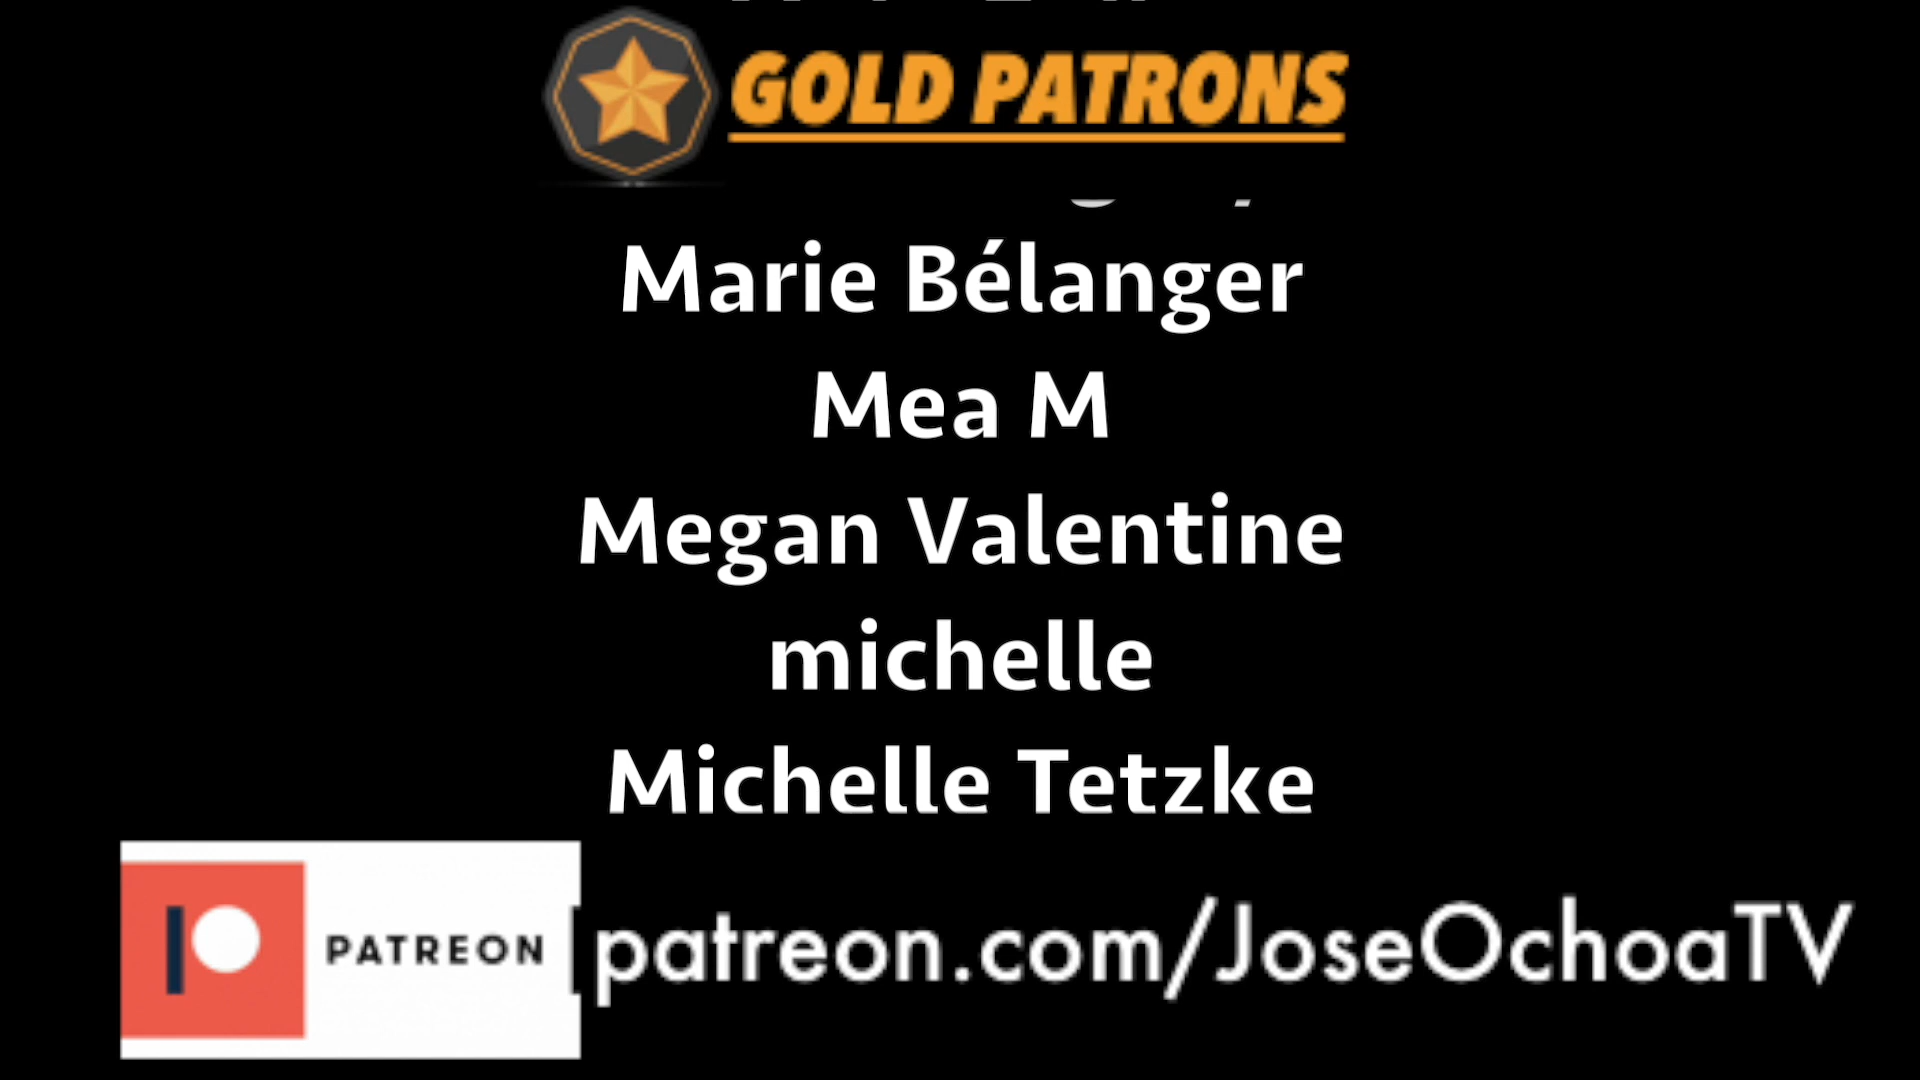 GOLD PATRONS
Marie Bélanger
Mea M
Megan Valentine
michelle
Michelle Tetzke
PATREON patreon.com/JoseOchoaTV